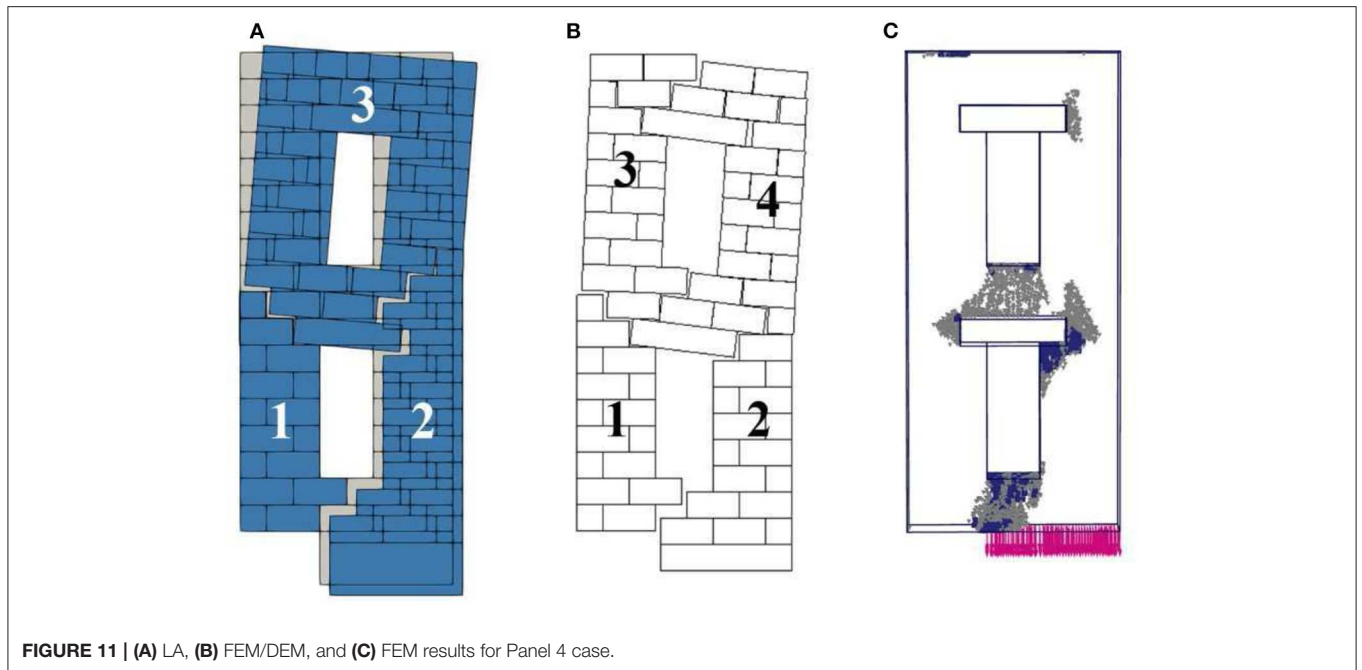 A
B
C
3
1
2
3
4
1
2
FIGURE 11 | (A) LA, (B) FEM/DEM, and (C) FEM results for Panel 4 case.